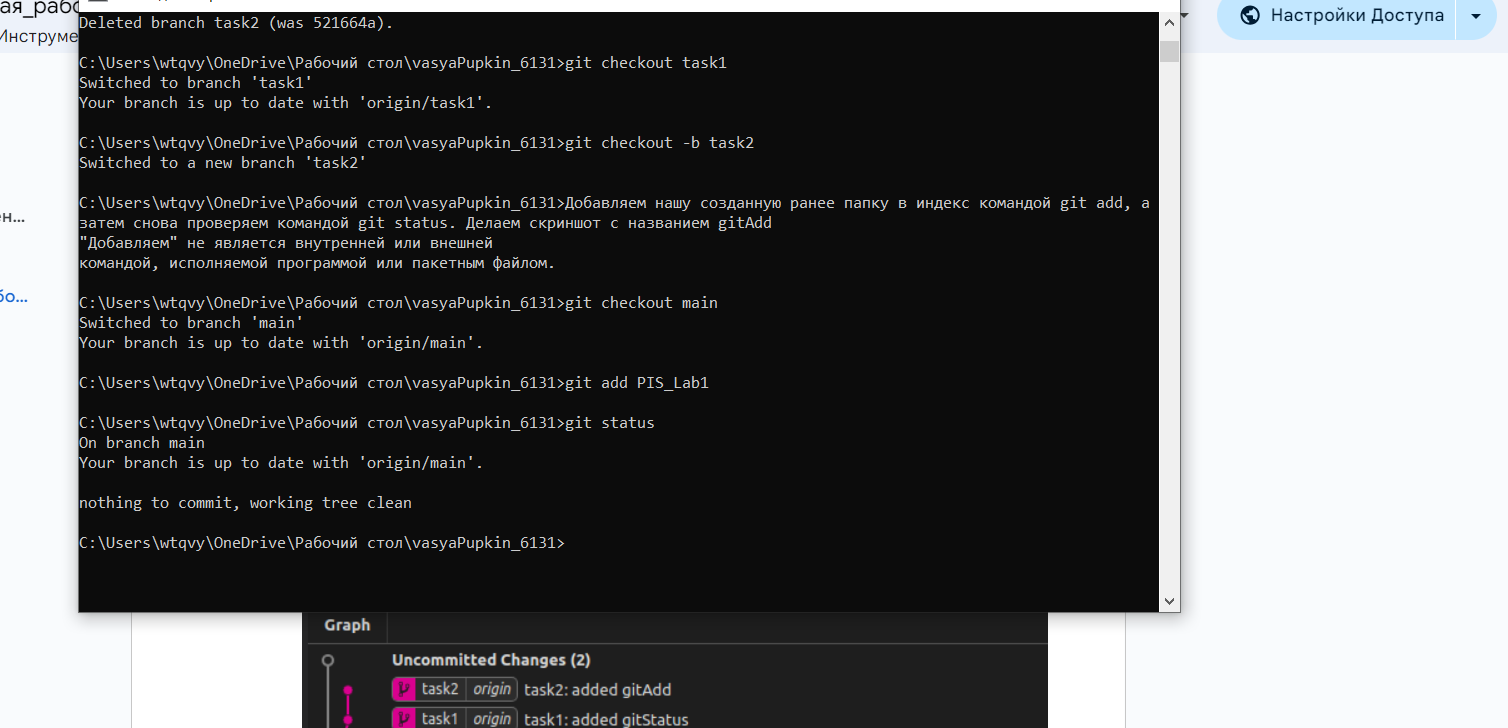 Настройки Доступа
Инструме
Deleted branch task2 (was 521664a).
C:\Users\wtqvy\OneDrive\Рабочий стол\vasyaPupkin_6131>git checkout task1
Switched to branch 'task1'
Your branch is up to date with 'origin/task1'.
C:\Users\wtqvy\OneDrive\Рабочий стол\vasyaPupkin_6131>git checkout -b task2
Switched to a new branch 'task2'
C:\Users\wtqvy\OneDrive\Рабочий стол\vasyaPupkin_6131>Добавляем нашу созданную ранее папку в индекс командой git add, а
затем снова проверяем командой git status. Делаем скриншот с названием gitAdd
"Добавляем" не является внутренней или внешней
командой, исполняемой программой или пакетным файлом.
C:\Users\wtqvy\OneDrive\Рабочий стол\vasyaPupkin_6131>git checkout main
Switched to branch 'main'
Your branch is up to date with 'origin/main'.
C:\Users\wtqvy\OneDrive\Рабочий стол\vasyaPupkin_6131>git add PIS_Lab1
C:\Users\wtqvy\OneDrive\Рабочий стол\vasyaPupkin_6131>git status
On branch main
Your branch is up to date with 'origin/main'.
nothing to commit, working tree clean
C:\Users\wtqvy\OneDrive\Рабочий стол\vasyaPupkin_6131>
ен...
бо...
Graph
Uncommitted Changes (2)
task2 origin task2: added gitAdd
task1 origin task1: added gitStatus